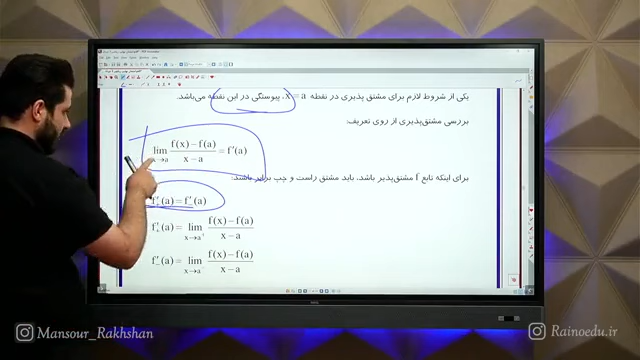 یکی از شروط لازم برای مشتق پذیری در نقطه x = a، پیوستگی در این نقطه می‌باشد.
بررسی مشتق‌پذیری از روی تعریف:
lim x→a f(x) − f(a) / x − a = f′(a)
برای اینکه تابع f مشتق‌پذیر باشد، باید مشتق راست و چپ برابر باشند:
f′₊(a) = f′₋(a)
f′₊(a) = lim x→a⁺ f(x) − f(a) / x − a
f′₋(a) = lim x→a⁻ f(x) − f(a) / x − a
Mansour_Rakhshan
Rainoedu.ir